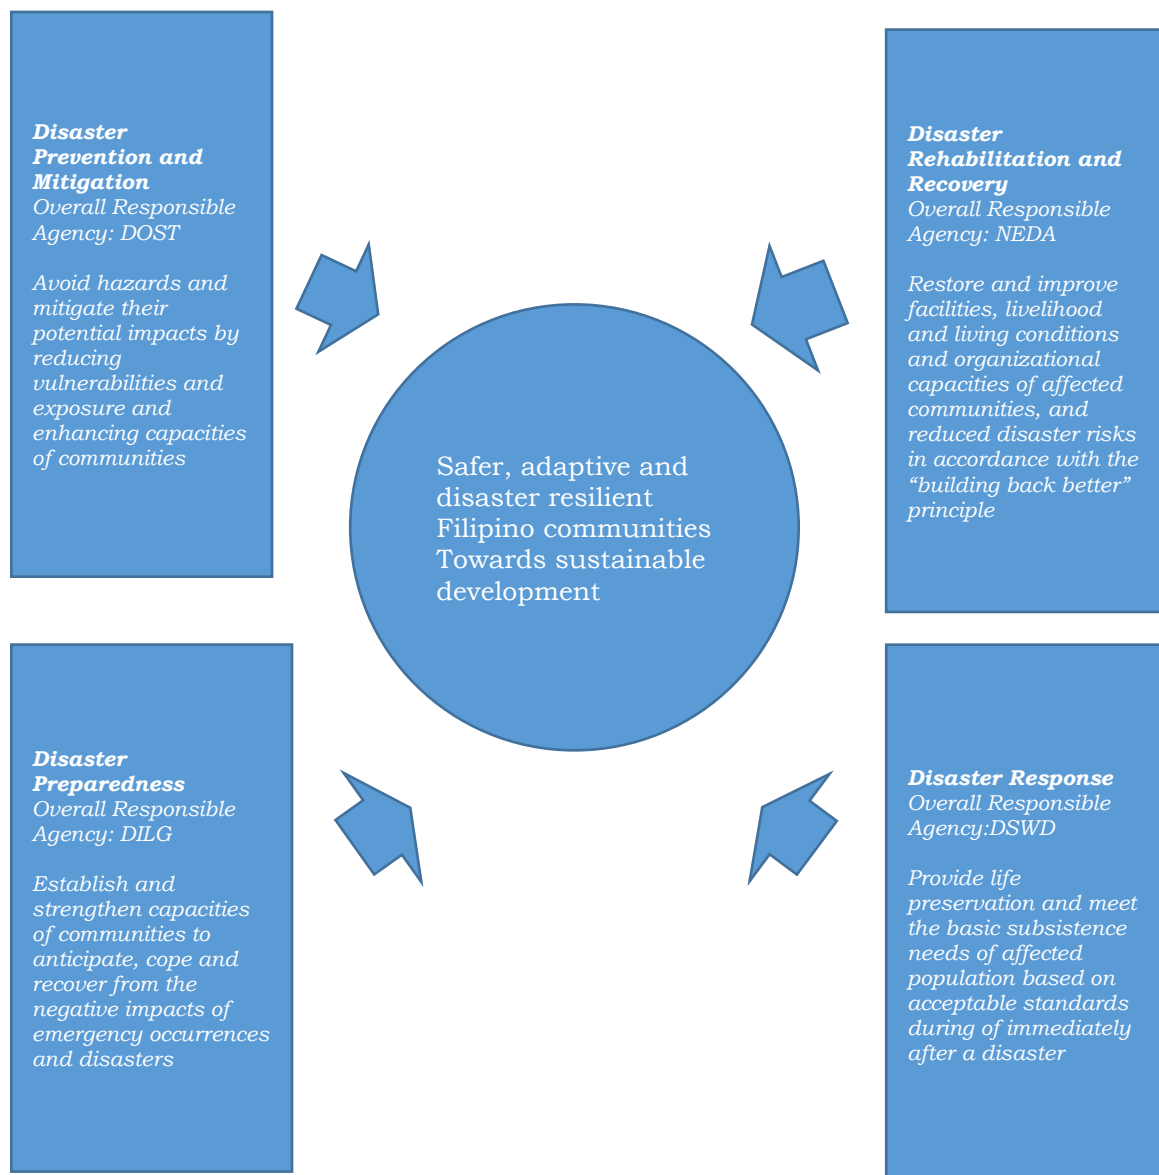 Disaster
Prevention and
Mitigation
Overall Responsible
Agency: DOST
Avoid hazards and
mitigate their
potential impacts by
reducing
vulnerabilities and
exposure and
enhancing capacities
of communities
Disaster
Rehabilitation and
Recovery
Overall Responsible
Agency: NEDA
Restore and improve
facilities, livelihood
and living conditions
and organizational
capacities of affected
communities, and
reduced disaster risks
in accordance with the
“building back better”
principle
Safer, adaptive and
disaster resilient
Filipino communities
Towards sustainable
development
Disaster
Preparedness
Overall Responsible
Agency: DILG
Establish and
strengthen capacities
of communities to
anticipate, cope and
recover from the
negative impacts of
emergency occurrences
and disasters
Disaster Response
Overall Responsible
Agency:DSWD
Provide life
preservation and meet
the basic subsistence
needs of affected
population based on
acceptable standards
during of immediately
after a disaster